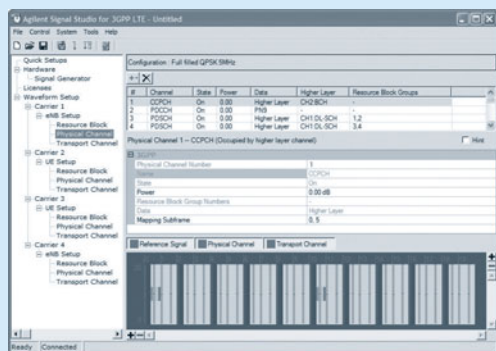 Agilent Signal Studio for 3GPP LTE - Untitled
File Control System Tools Help
Quick Setups
Hardware
Signal Generator
Licenses
Waveform Setup
Carrier 1
eNB Setup
Resource Block
Physical Channel
Transport Channel
Carrier 2
UE Setup
Resource Block
Physical Channel
Transport Channel
Carrier 3
UE Setup
Resource Block
Physical Channel
Transport Channel
Carrier 4
eNB Setup
Resource Block
Physical Channel
Transport Channel
Configuration : Full filled QPSK 5MHz
# Channel State Power Data Higher Layer Resource Block Groups
1 CCPCH On 0.00 Higher Layer CH2:BCH -
2 PDCCH On 0.00 PN9 - -
3 PDSCH On 0.00 Higher Layer CH1:DL-SCH 1,2
4 PDSCH On 0.00 Higher Layer CH1:DL-SCH 3,4
Physical Channel 1 -- CCPCH (Occupied by higher layer channel) Hint
3GPP
Physical Channel Number 1
Name CCPCH
State On
Power 0.00 dB
Resource Block Group Numbers -
Data Higher Layer
Mapping Subframe 0, 5
Reference Signal Physical Channel Transport Channel
Ready Connected